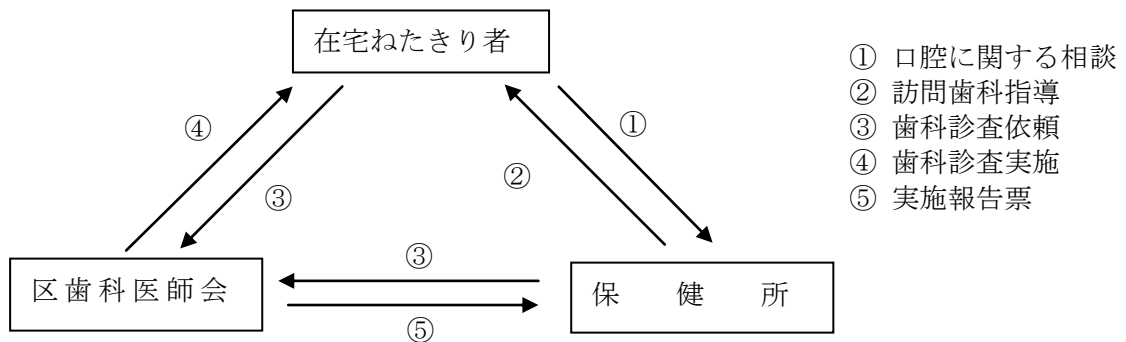 在宅ねたきり者
① 口腔に関する相談
② 訪問歯科指導
③ 歯科診査依頼
④ 歯科診査実施
⑤ 実施報告票
④
①
②
③
③
区歯科医師会
保 健 所
⑤